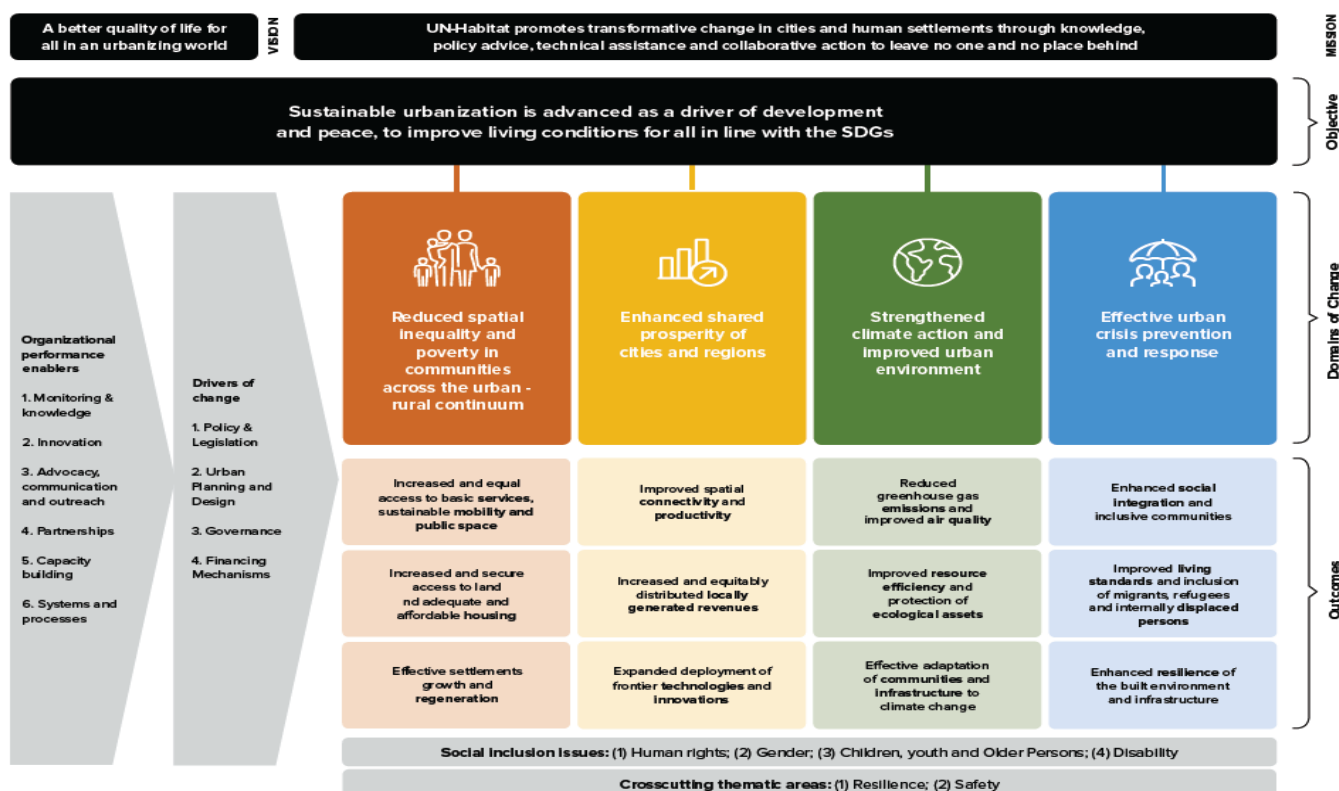 A better quality of life for
all in an urbanizing world
VISION
UN-Habitat promotes transformative change in cities and human settlements through knowledge,
policy advice, technical assistance and collaborative action to leave no one and no place behind
MISSION
Sustainable urbanization is advanced as a driver of development
and peace, to improve living conditions for all in line with the SDGs
Objective
Organizational
performance
enablers
1. Monitoring &
knowledge
2. Innovation
3. Advocacy,
communication
and outreach
4. Partnerships
5. Capacity
building
6. Systems and
processes
Drivers of
change
1. Policy &
Legislation
2. Urban
Planning and
Design
3. Governance
4. Financing
Mechanisms
Reduced spatial
inequality and
poverty in
communities
across the urban -
rural continuum
Enhanced shared
prosperity of
cities and regions
Strengthened
climate action and
improved urban
environment
Effective urban
crisis prevention
and response
Domains of Change
Increased and equal
access to basic services,
sustainable mobility and
public space
Improved spatial
connectivity and
productivity
Reduced
greenhouse gas
emissions and
improved air quality
Enhanced social
integration and
inclusive communities
Increased and secure
access to land
nd adequate and
affordable housing
Increased and equitably
distributed locally
generated revenues
Improved resource
efficiency and
protection of
ecological assets
Improved living
standards and inclusion
of migrants, refugees
and internally displaced
persons
Effective settlements
growth and
regeneration
Expanded deployment of
frontier technologies and
innovations
Effective adaptation
of communities and
infrastructure to
climate change
Enhanced resilience of
the built environment
and infrastructure
Outcomes
Social inclusion issues: (1) Human rights; (2) Gender; (3) Children, youth and Older Persons; (4) Disability
Crosscutting thematic areas: (1) Resilience; (2) Safety